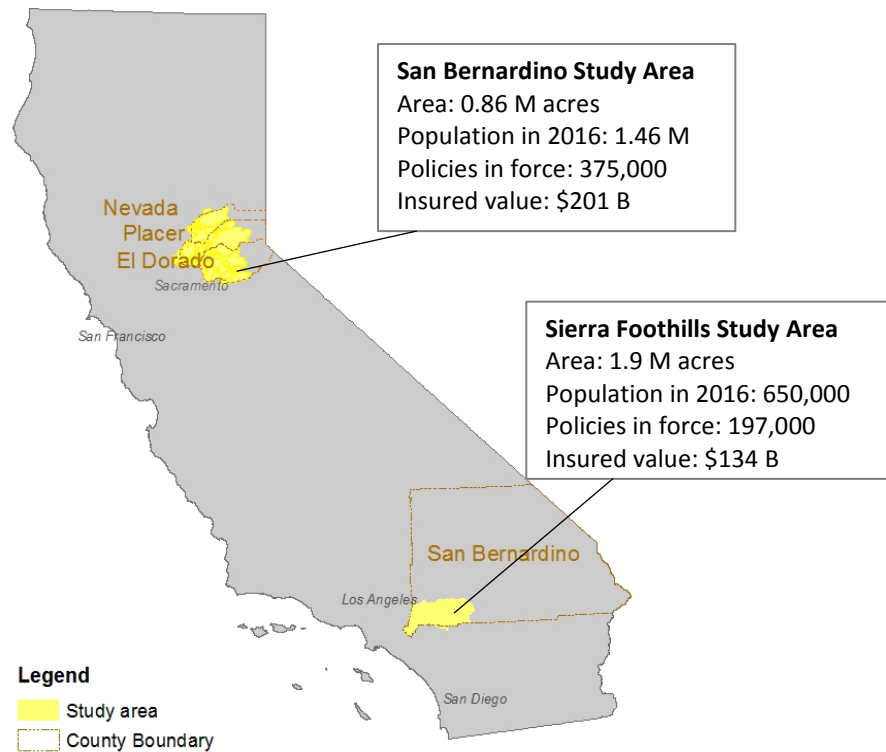 San Bernardino Study Area
Area: 0.86 M acres
Population in 2016: 1.46 M
Policies in force: 375,000
Insured value: $201 B
Nevada
Placer
El Dorado
Sacramento
San Francisco
Sierra Foothills Study Area
Area: 1.9 M acres
Population in 2016: 650,000
Policies in force: 197,000
Insured value: $134 B
San Bernardino
Los Angeles
San Diego
Legend
Study area
County Boundary